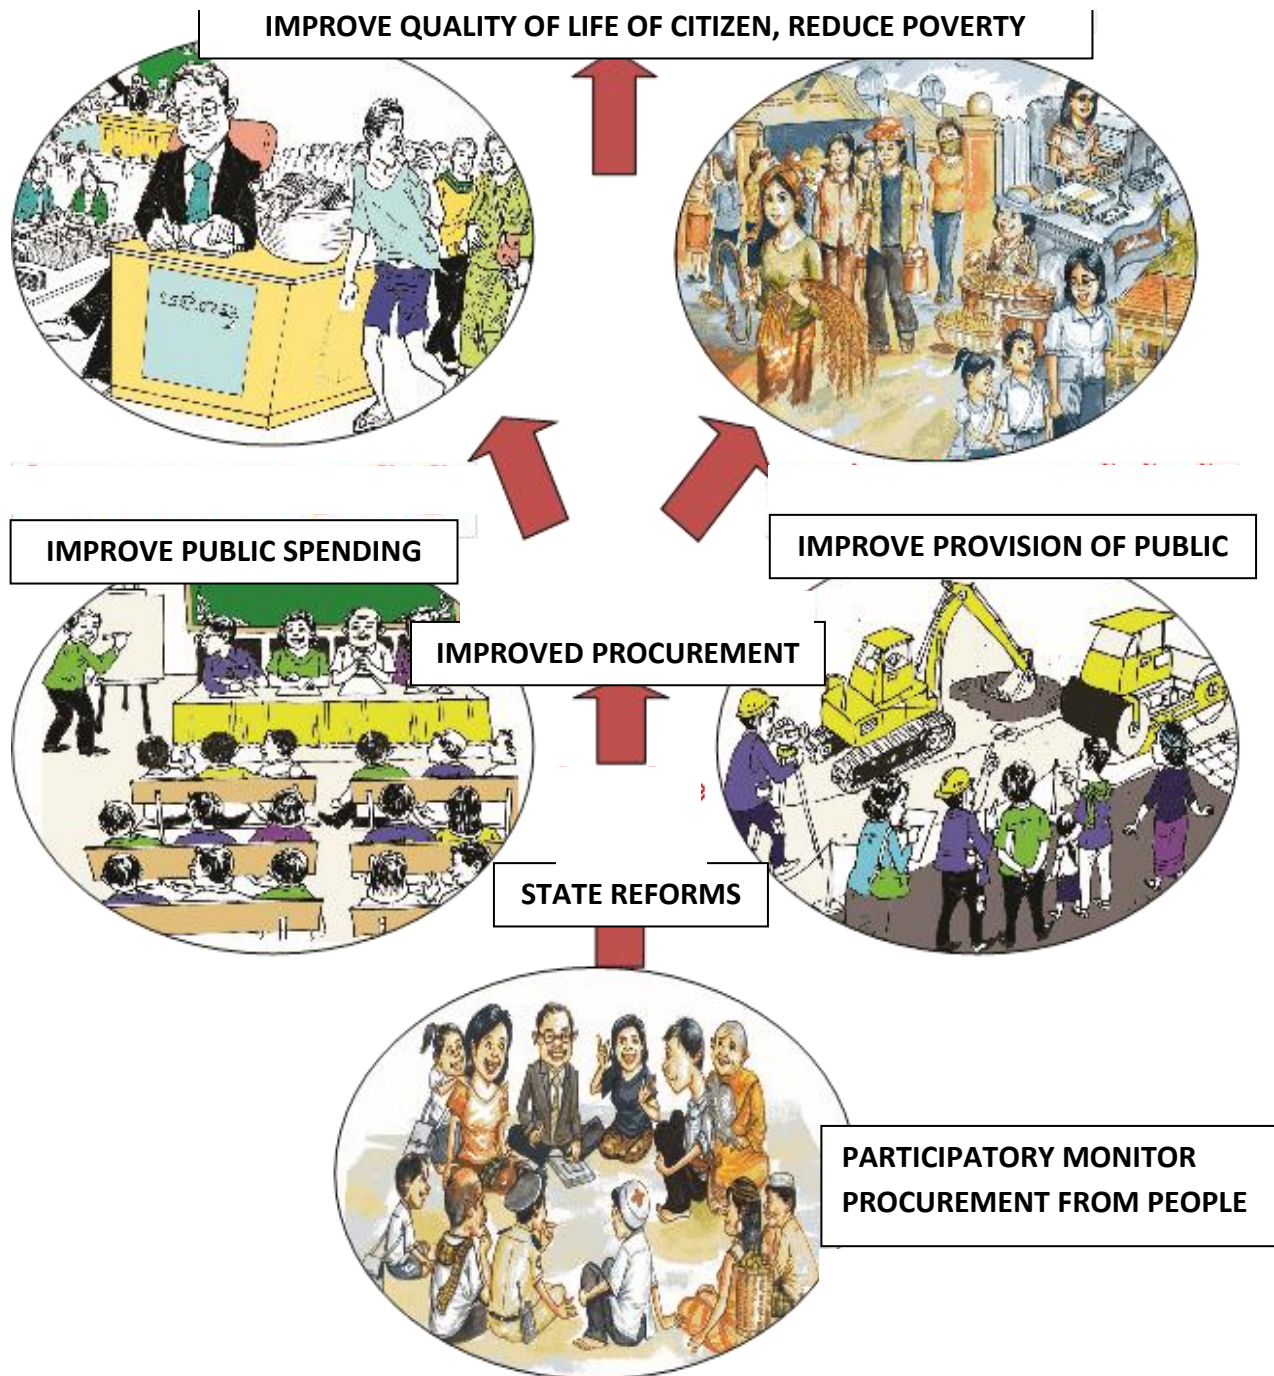 IMPROVE QUALITY OF LIFE OF CITIZEN, REDUCE POVERTY
IMPROVE PUBLIC SPENDING
IMPROVE PROVISION OF PUBLIC
IMPROVED PROCUREMENT
STATE REFORMS
PARTICIPATORY MONITOR
PROCUREMENT FROM PEOPLE